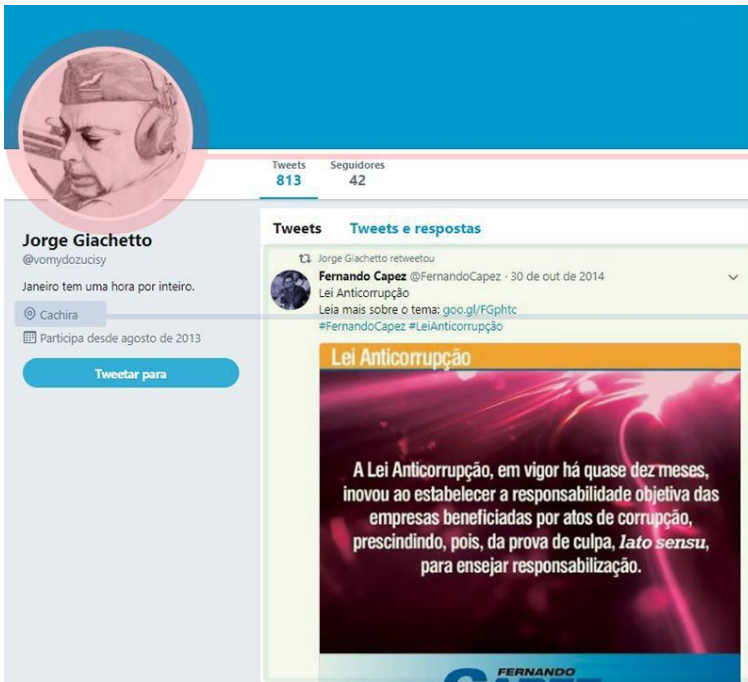 Tweets Seguidores
813 42
Jorge Giachetto
@vomydozucisy
Janeiro tem uma hora por inteiro.
Cachira
Participa desde agosto de 2013
Tweetar para
Tweets Tweets e respostas
Jorge Giachetto retweetou
Fernando Capez @FernandoCapez · 30 de out de 2014
Lei Anticorrupção
Leia mais sobre o tema: goo.gl/FGphtc
#FernandoCapez #LeiAnticorrupção
Lei Anticorrupção
A Lei Anticorrupção, em vigor há quase dez meses,
inovou ao estabelecer a responsabilidade objetiva das
empresas beneficiadas por atos de corrupção,
prescindindo, pois, da prova de culpa, lato sensu,
para ensejar responsabilização.
FERNANDO